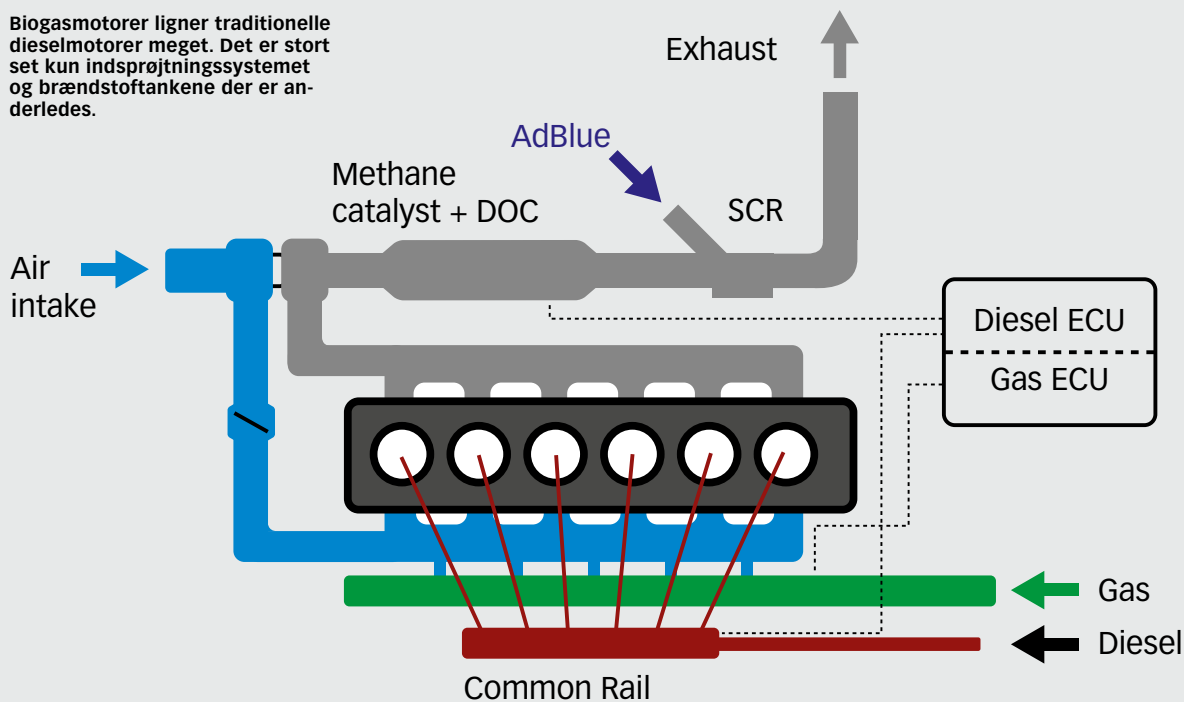 Biogasmotorer ligner traditionelle
dieselmotorer meget. Det er stort
set kun indsprøjtningssystemet
og brændstoftankene der er an-
derledes.
Exhaust
AdBlue
Methane
catalyst + DOC
SCR
Air
intake
Diesel ECU
Gas ECU
Gas
Diesel
Common Rail